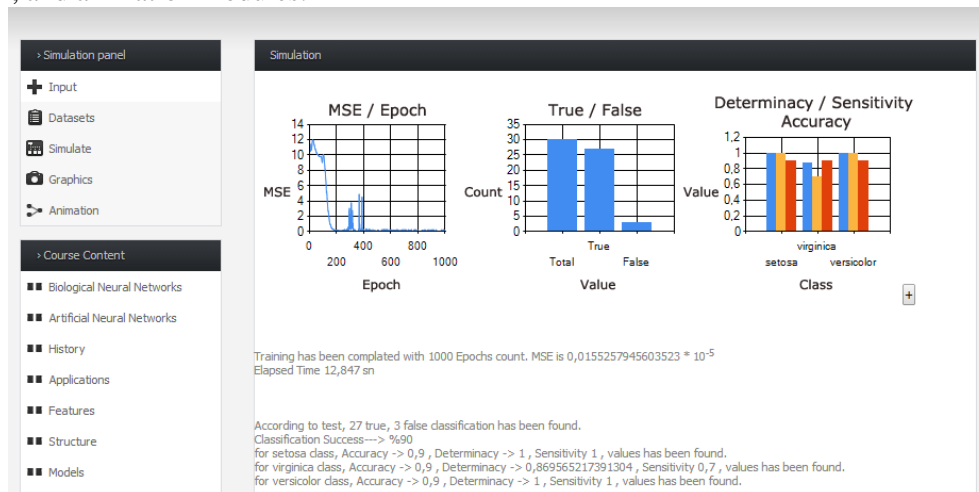 > Simulation panel
Input
Datasets
Simulate
Graphics
Animation
> Course Content
Biological Neural Networks
Artificial Neural Networks
History
Applications
Features
Structure
Models
Simulation
MSE / Epoch
14
12
10
8
6
4
2
0
MSE
0 400 800
200 600 1000
Epoch
True / False
35
30
25
20
15
10
5
0
Count
True
Total False
Value
Determinacy / Sensitivity
Accuracy
1,2
1
0,8
0,6
0,4
0,2
0
Value
virginica
setosa versicolor
Class
+
Training has been complated with 1000 Epochs count. MSE is 0,0155257945603523 * 10-5
Elapsed Time 12,847 sn
According to test, 27 true, 3 false classification has been found.
Classification Success---> %90
for setosa class, Accuracy -> 0,9 , Determinacy -> 1 , Sensitivity 1 , values has been found.
for virginica class, Accuracy -> 0,9 , Determinacy -> 0,869565217391304 , Sensitivity 0,7 , values has been found.
for versicolor class, Accuracy -> 0,9 , Determinacy -> 1 , Sensitivity 1 , values has been found.